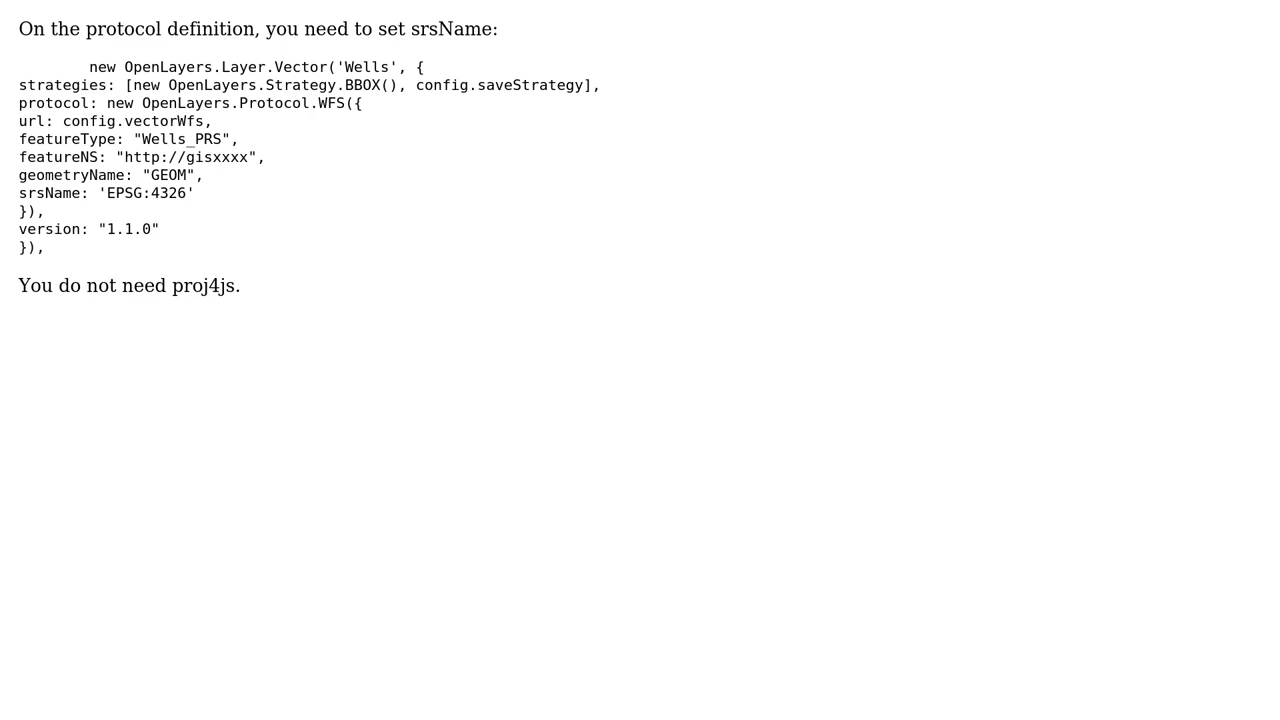 On the protocol definition, you need to set srsName:
        new OpenLayers.Layer.Vector('Wells', {
strategies: [new OpenLayers.Strategy.BBOX(), config.saveStrategy],
protocol: new OpenLayers.Protocol.WFS({
url: config.vectorWfs,
featureType: "Wells_PRS",
featureNS: "http://gisxxxx",
geometryName: "GEOM",
srsName: 'EPSG:4326'
}),
version: "1.1.0"
}),
You do not need proj4js.